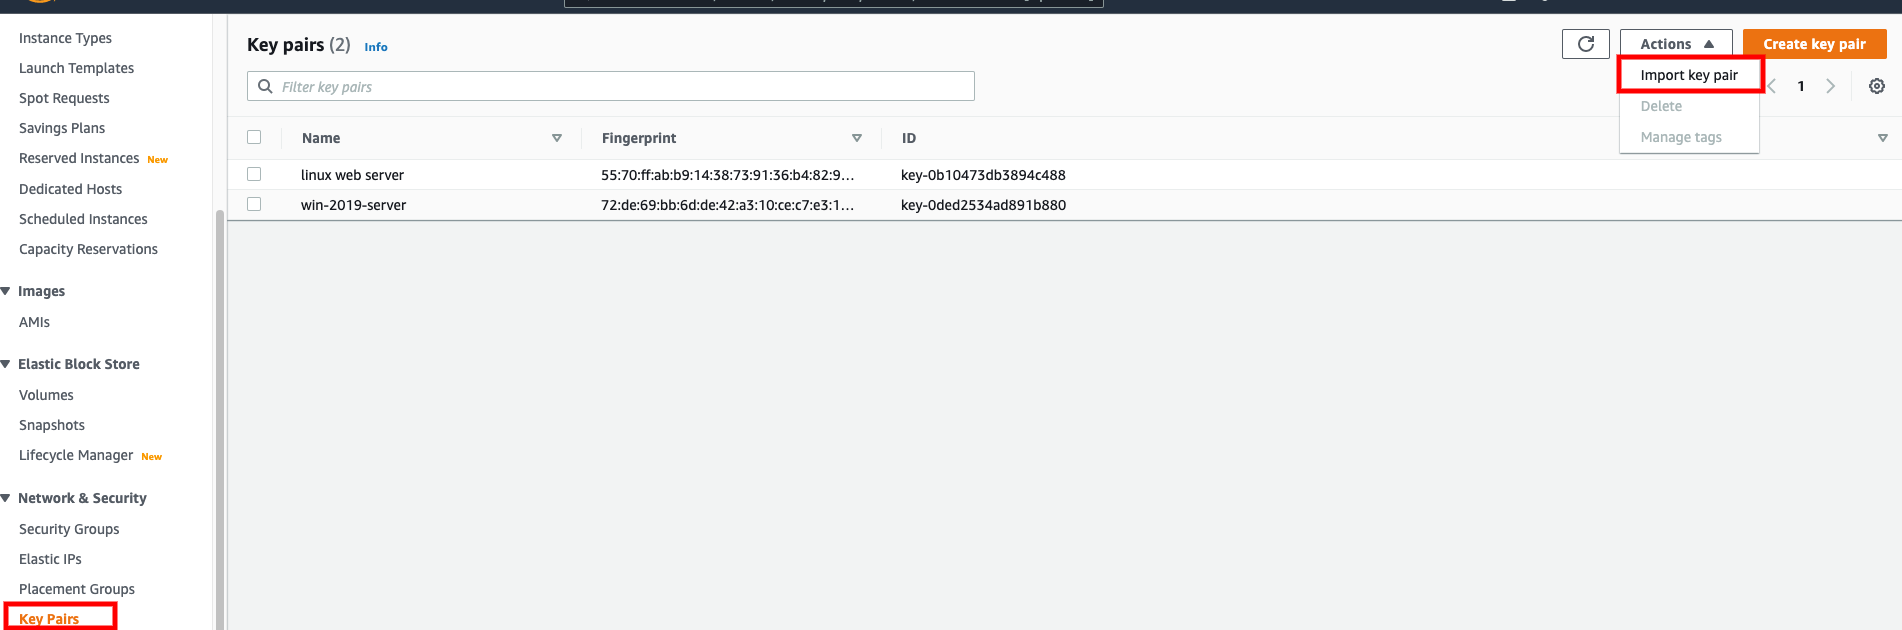 Instance Types
Launch Templates
Spot Requests
Savings Plans
Reserved Instances New
Dedicated Hosts
Scheduled Instances
Capacity Reservations
Images
AMIs
Elastic Block Store
Volumes
Snapshots
Lifecycle Manager New
Network & Security
Security Groups
Elastic IPs
Placement Groups
Key Pairs
Key pairs (2) Info
Actions
Create key pair
Filter key pairs
Import key pair
Delete
Manage tags
1
Name Fingerprint ID
linux web server 55:70:ff:ab:b9:14:38:73:91:36:b4:82:9... key-0b10473db3894c488
win-2019-server 72:de:69:bb:6d:de:42:a3:10:ce:c7:e3:1... key-0ded2534ad891b880